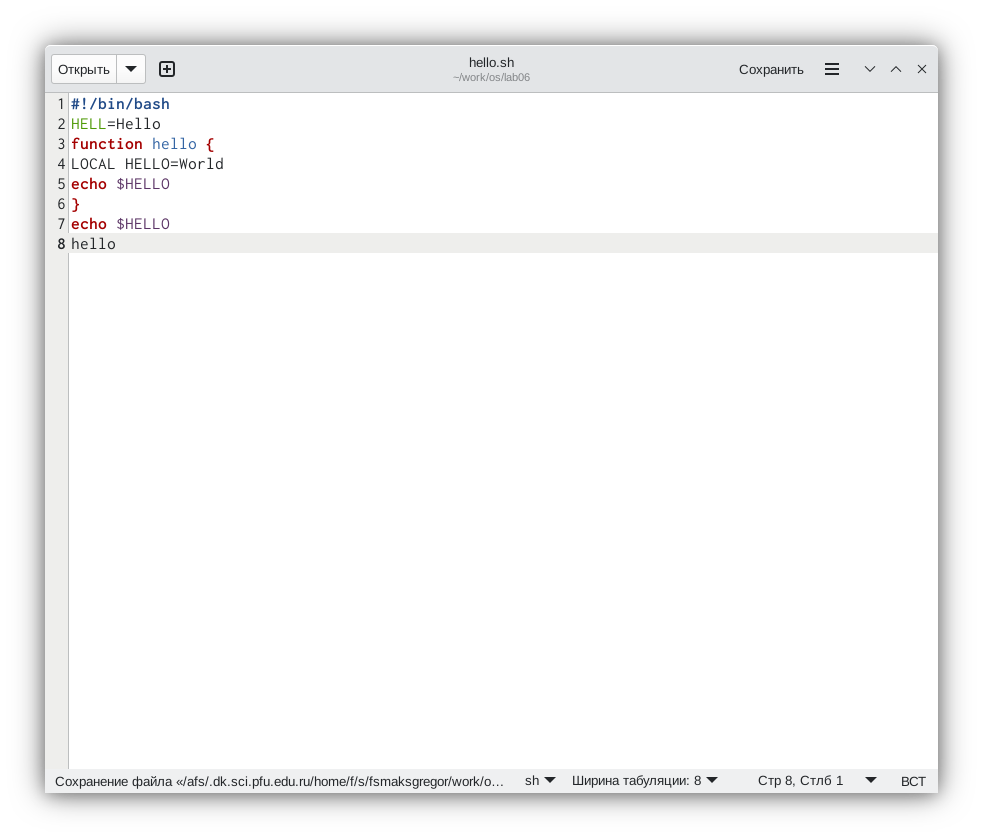 Открыть
hello.sh
~/work/os/lab06
Сохранить
1 #!/bin/bash
2 HELL=Hello
3 function hello {
4 LOCAL HELLO=World
5 echo $HELLO
6 }
7 echo $HELLO
8 hello
Сохранение файла «/afs/.dk.sci.pfu.edu.ru/home/f/s/fsmaksgregor/work/o… sh Ширина табуляции: 8 Стр 8, Стлб 1 ВСТ